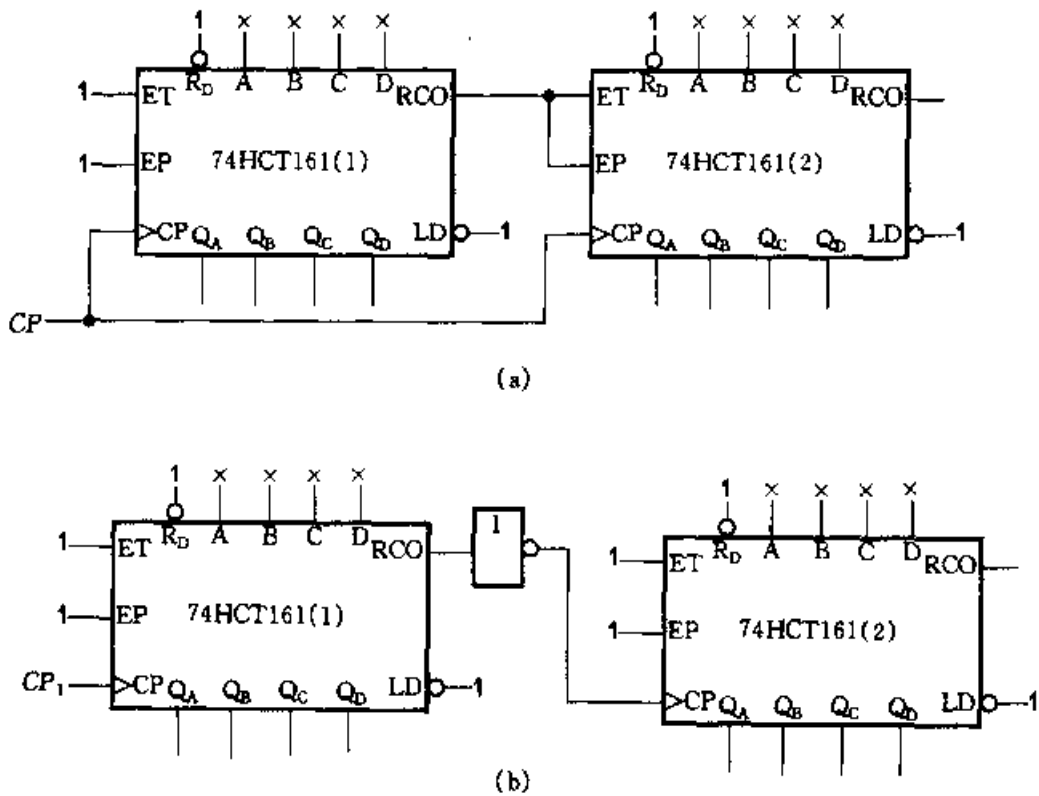 1 × × × × 1 × × × ×
R_D A B C D R_D A B C D
1 ET RCO ET RCO
1 EP 74HCT161(1) EP 74HCT161(2)
CP Q_A Q_B Q_C Q_D LD 1 CP Q_A Q_B Q_C Q_D LD 1
CP
(a)
1 × × × × 1 × × × ×
R_D A B C D 1 R_D A B C D
1 ET RCO 1 ET RCO
1 EP 74HCT161(1) 1 EP 74HCT161(2)
CP₁ CP Q_A Q_B Q_C Q_D LD 1 CP Q_A Q_B Q_C Q_D LD 1
(b)